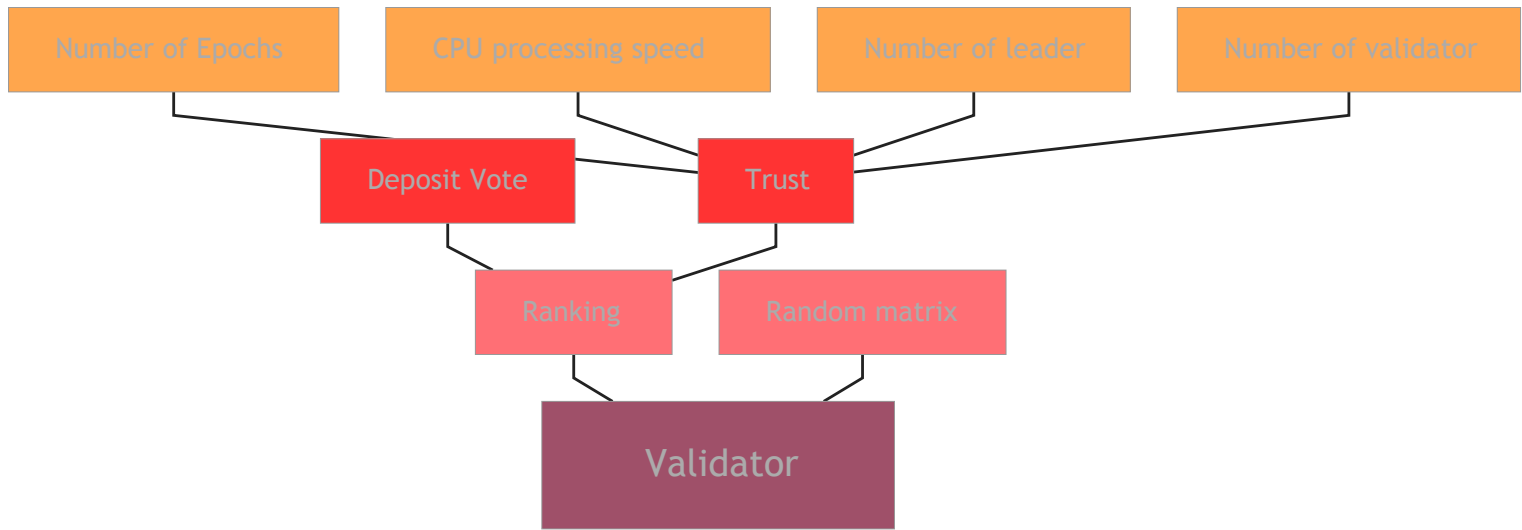 Number of Epochs
CPU processing speed
Number of leader
Number of validator
Deposit Vote
Trust
Ranking
Random matrix
Validator